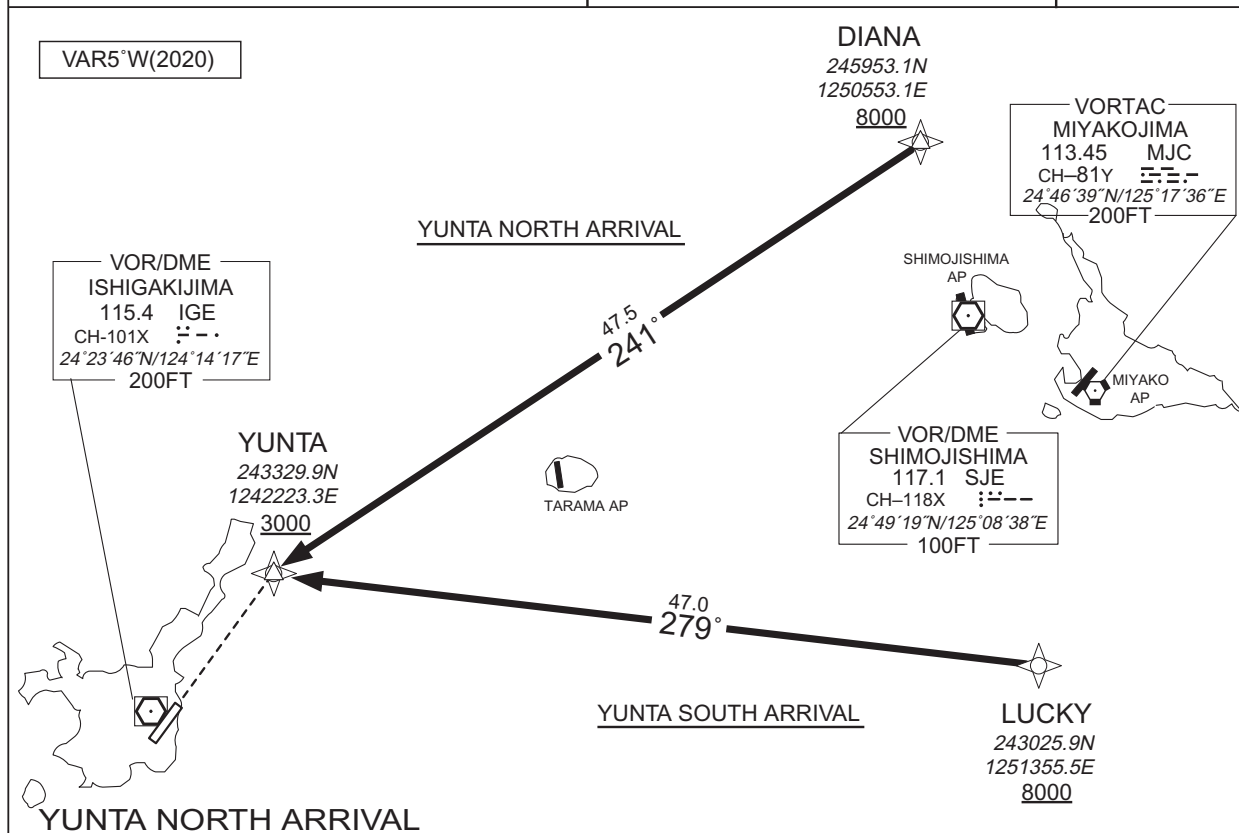 VAR5°W(2020)
DIANA
245953.1N
1250553.1E
8000
VORTAC
MIYAKOJIMA
113.45 MJC
CH–81Y
24°46´39˝N/125°17´36˝E
200FT
YUNTA NORTH ARRIVAL
SHIMOJISHIMA
AP
VOR/DME
ISHIGAKIJIMA
115.4 IGE
CH-101X
24°23´46˝N/124°14´17˝E
200FT
47.5
241°
MIYAKO
AP
VOR/DME
SHIMOJISHIMA
117.1 SJE
CH–118X
24°49´19˝N/125°08´38˝E
100FT
YUNTA
243329.9N
1242223.3E
3000
TARAMA AP
47.0
279°
YUNTA SOUTH ARRIVAL
LUCKY
243025.9N
1251355.5E
8000
YUNTA NORTH ARRIVAL